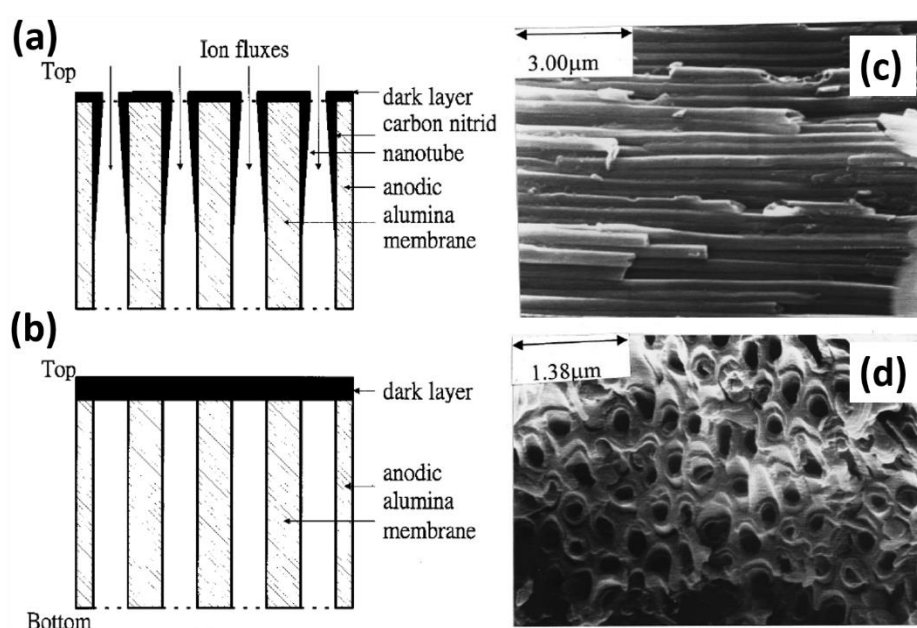 (a)
Ion fluxes
Top
dark layer
carbon nitrid
nanotube
anodic
alumina
membrane
(b)
Top
dark layer
anodic
alumina
membrane
Bottom
3.00μm
(c)
1.38μm
(d)